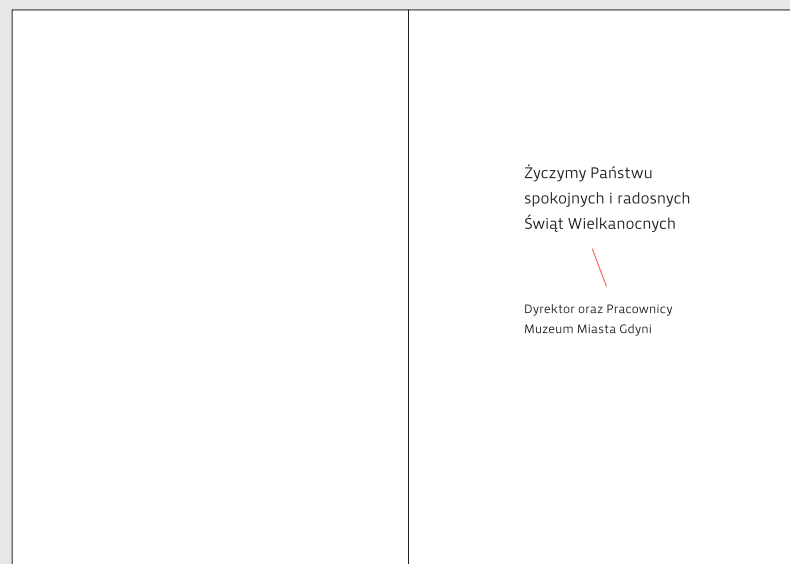 Życzymy Państwu
spokojnych i radosnych
Świąt Wielkanocnych
Dyrektor oraz Pracownicy
Muzeum Miasta Gdyni